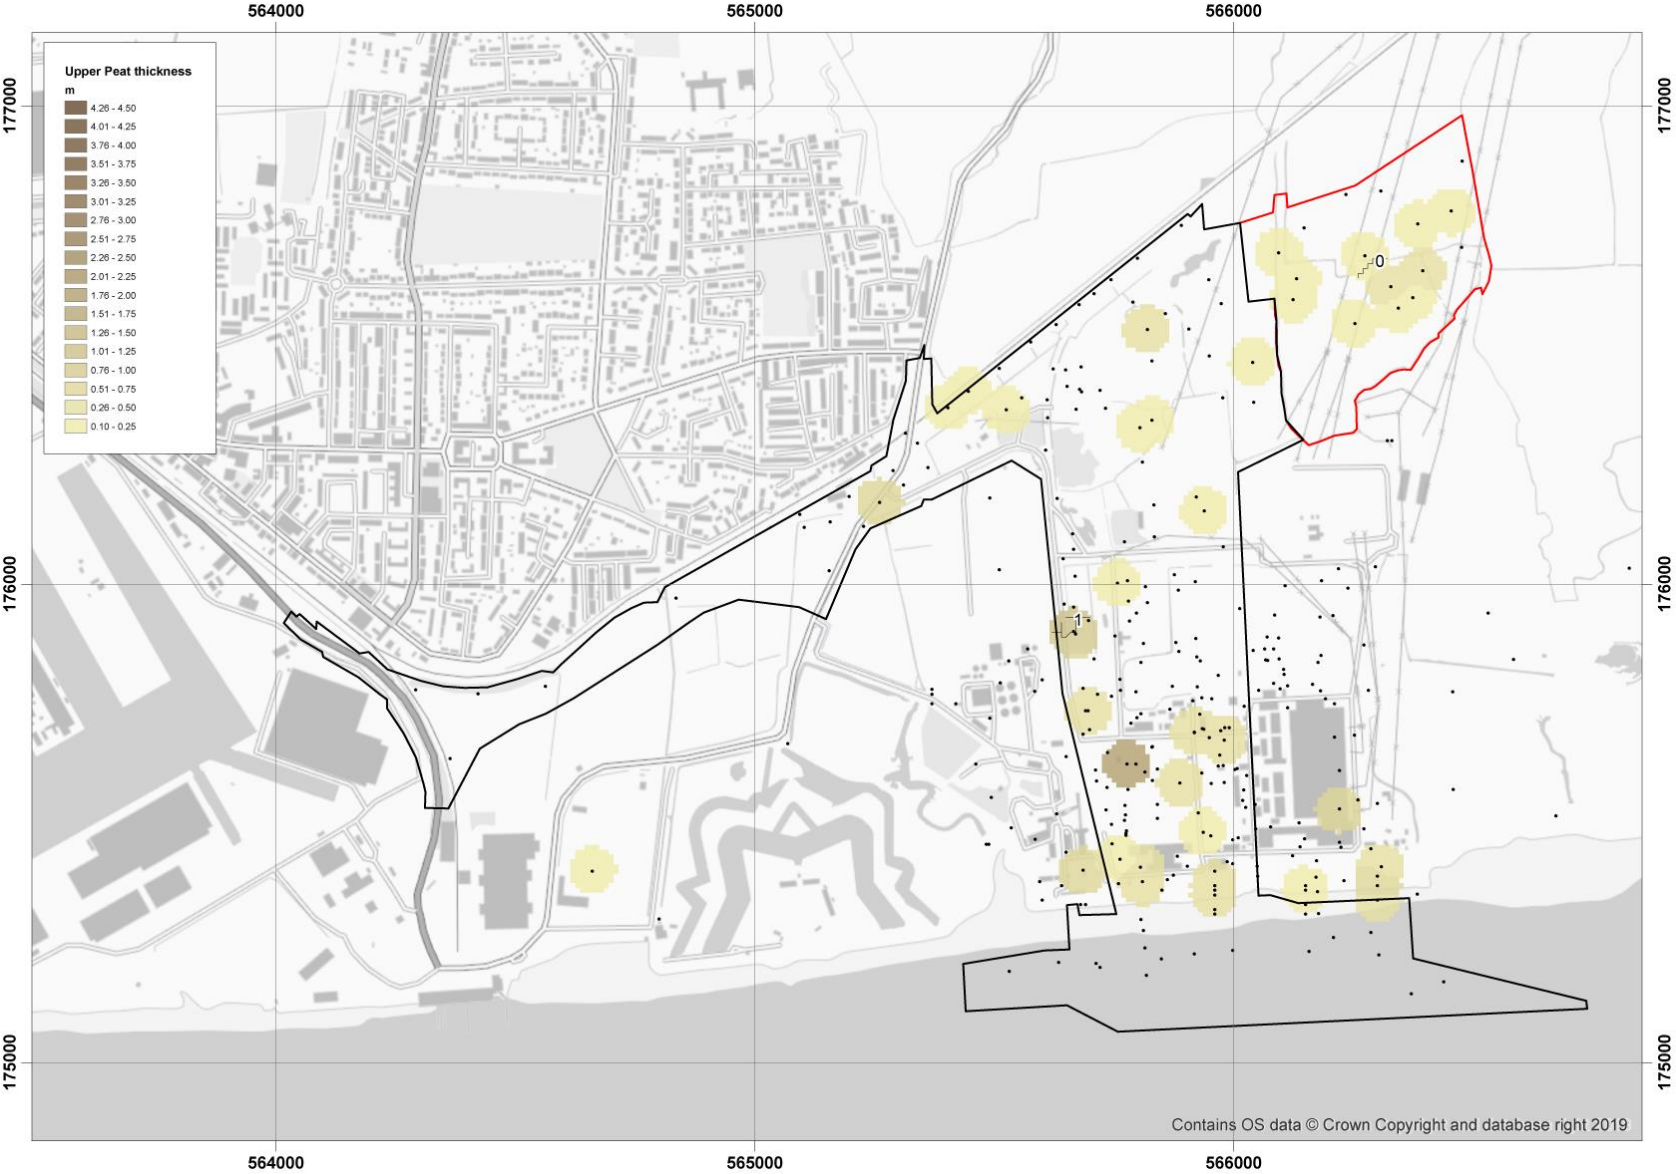 564000 565000 566000
177000 177000
Upper Peat thickness
m
4.26 - 4.50
4.01 - 4.25
3.76 - 4.00
3.51 - 3.75
3.26 - 3.50
3.01 - 3.25
2.76 - 3.00
2.51 - 2.75
2.26 - 2.50
2.01 - 2.25
1.76 - 2.00
1.51 - 1.75
1.26 - 1.50
1.01 - 1.25
0.76 - 1.00
0.51 - 0.75
0.26 - 0.50
0.10 - 0.25
0
176000 176000
1
175000 175000
Contains OS data © Crown Copyright and database right 2019
564000 565000 566000